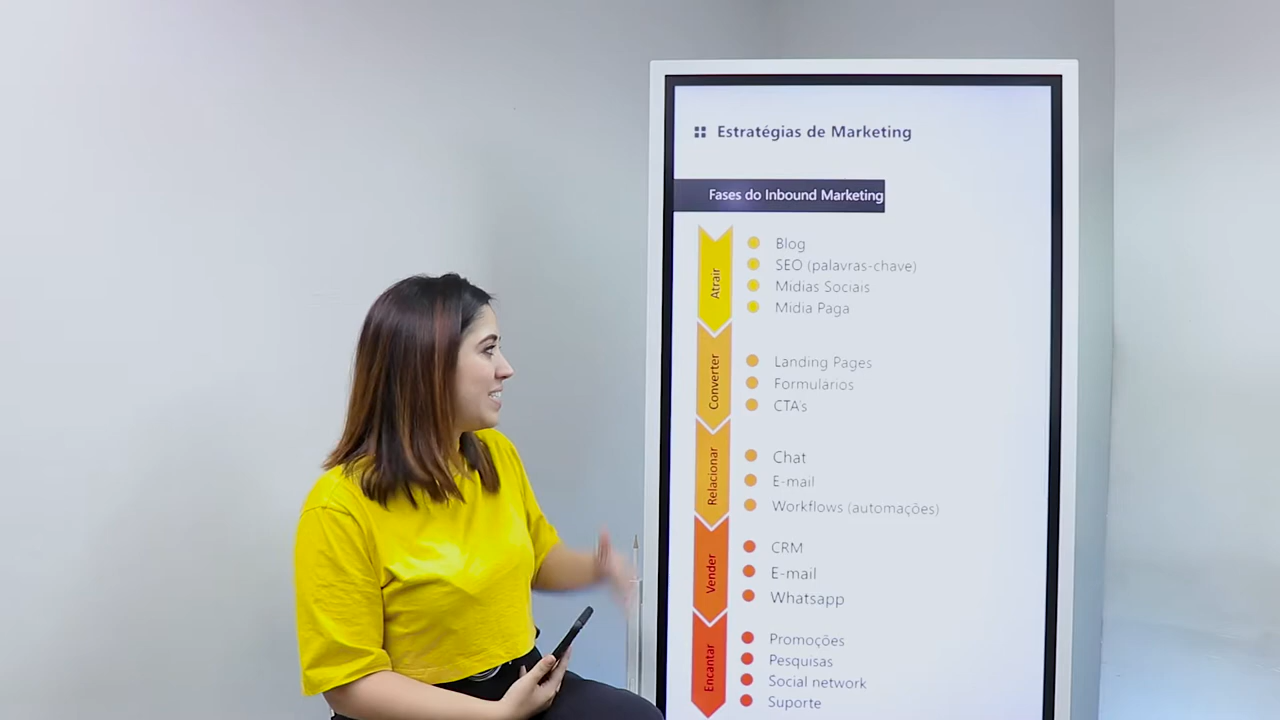 Estratégias de Marketing
Fases do Inbound Marketing
Atrair
Blog
SEO (palavras-chave)
Midias Sociais
Midia Paga
Converter
Landing Pages
Formulários
CTA's
Relacionar
Chat
E-mail
Workflows (automações)
Vender
CRM
E-mail
Whatsapp
Encantar
Promoções
Pesquisas
Social network
Suporte